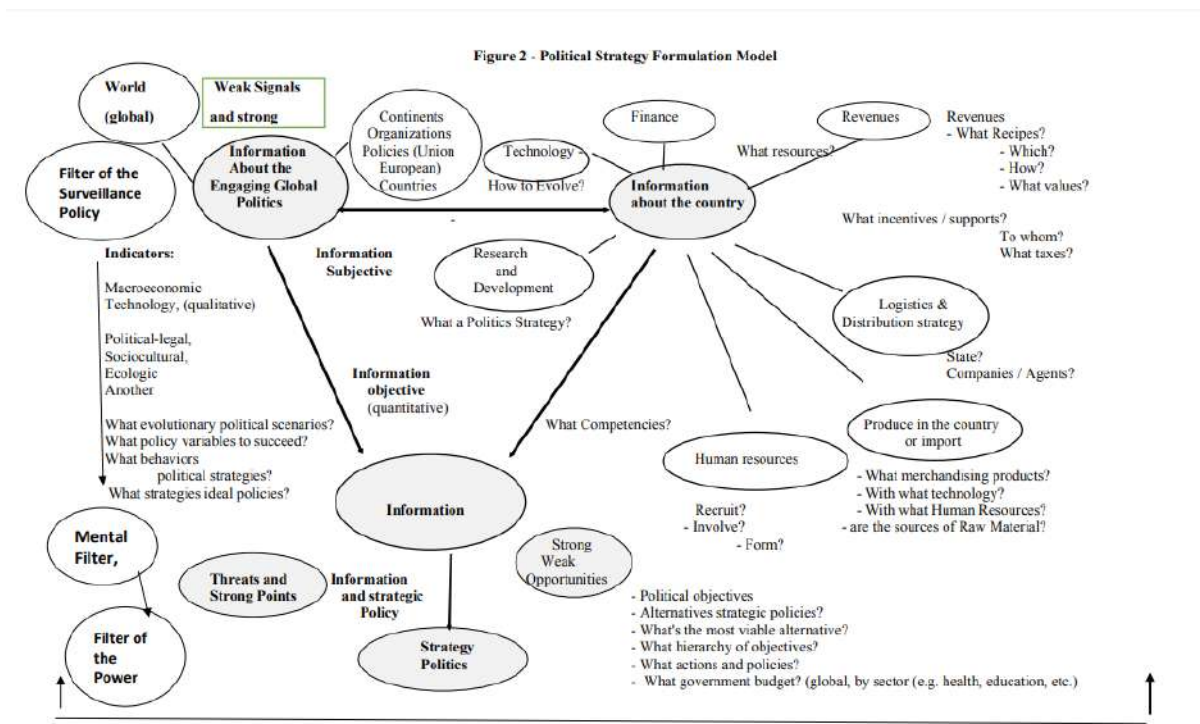 Figure 2 - Political Strategy Formulation Model
World
(global)
Weak Signals
and strong
Continents
Organizations
Policies (Union
European)
Countries
Finance
Revenues
Revenues
- What Recipes?
- Which?
- How?
- What values?
Filter of the
Surveillance
Policy
Information
About the
Engaging Global
Politics
Technology -
How to Evolve?
What resources?
Information
about the country
-
What incentives / supports?
To whom?
What taxes?
Indicators:
Macroeconomic
Technology, (qualitative)
Political-legal,
Sociocultural,
Ecologic
Another
Information
Subjective
Research
and
Development
What a Politics Strategy?
Logistics &
Distribution strategy
State?
Companies / Agents?
Information
objective
(quantitative)
What evolutionary political scenarios?
What policy variables to succeed?
What behaviors
political strategies?
What strategies ideal policies?
What Competencies?
Human resources
Recruit?
- Involve?
- Form?
Produce in the country
or import
- What merchandising products?
- With what technology?
- With what Human Resources?
- are the sources of Raw Material?
Information
Mental
Filter,
Threats and
Strong Points
Information
and strategic
Policy
Strong
Weak
Opportunities
Filter of
the
Power
Strategy
Politics
- Political objectives
- Alternatives strategic policies?
- What's the most viable alternative?
- What hierarchy of objectives?
- What actions and policies?
- What government budget? (global, by sector (e.g. health, education, etc.)